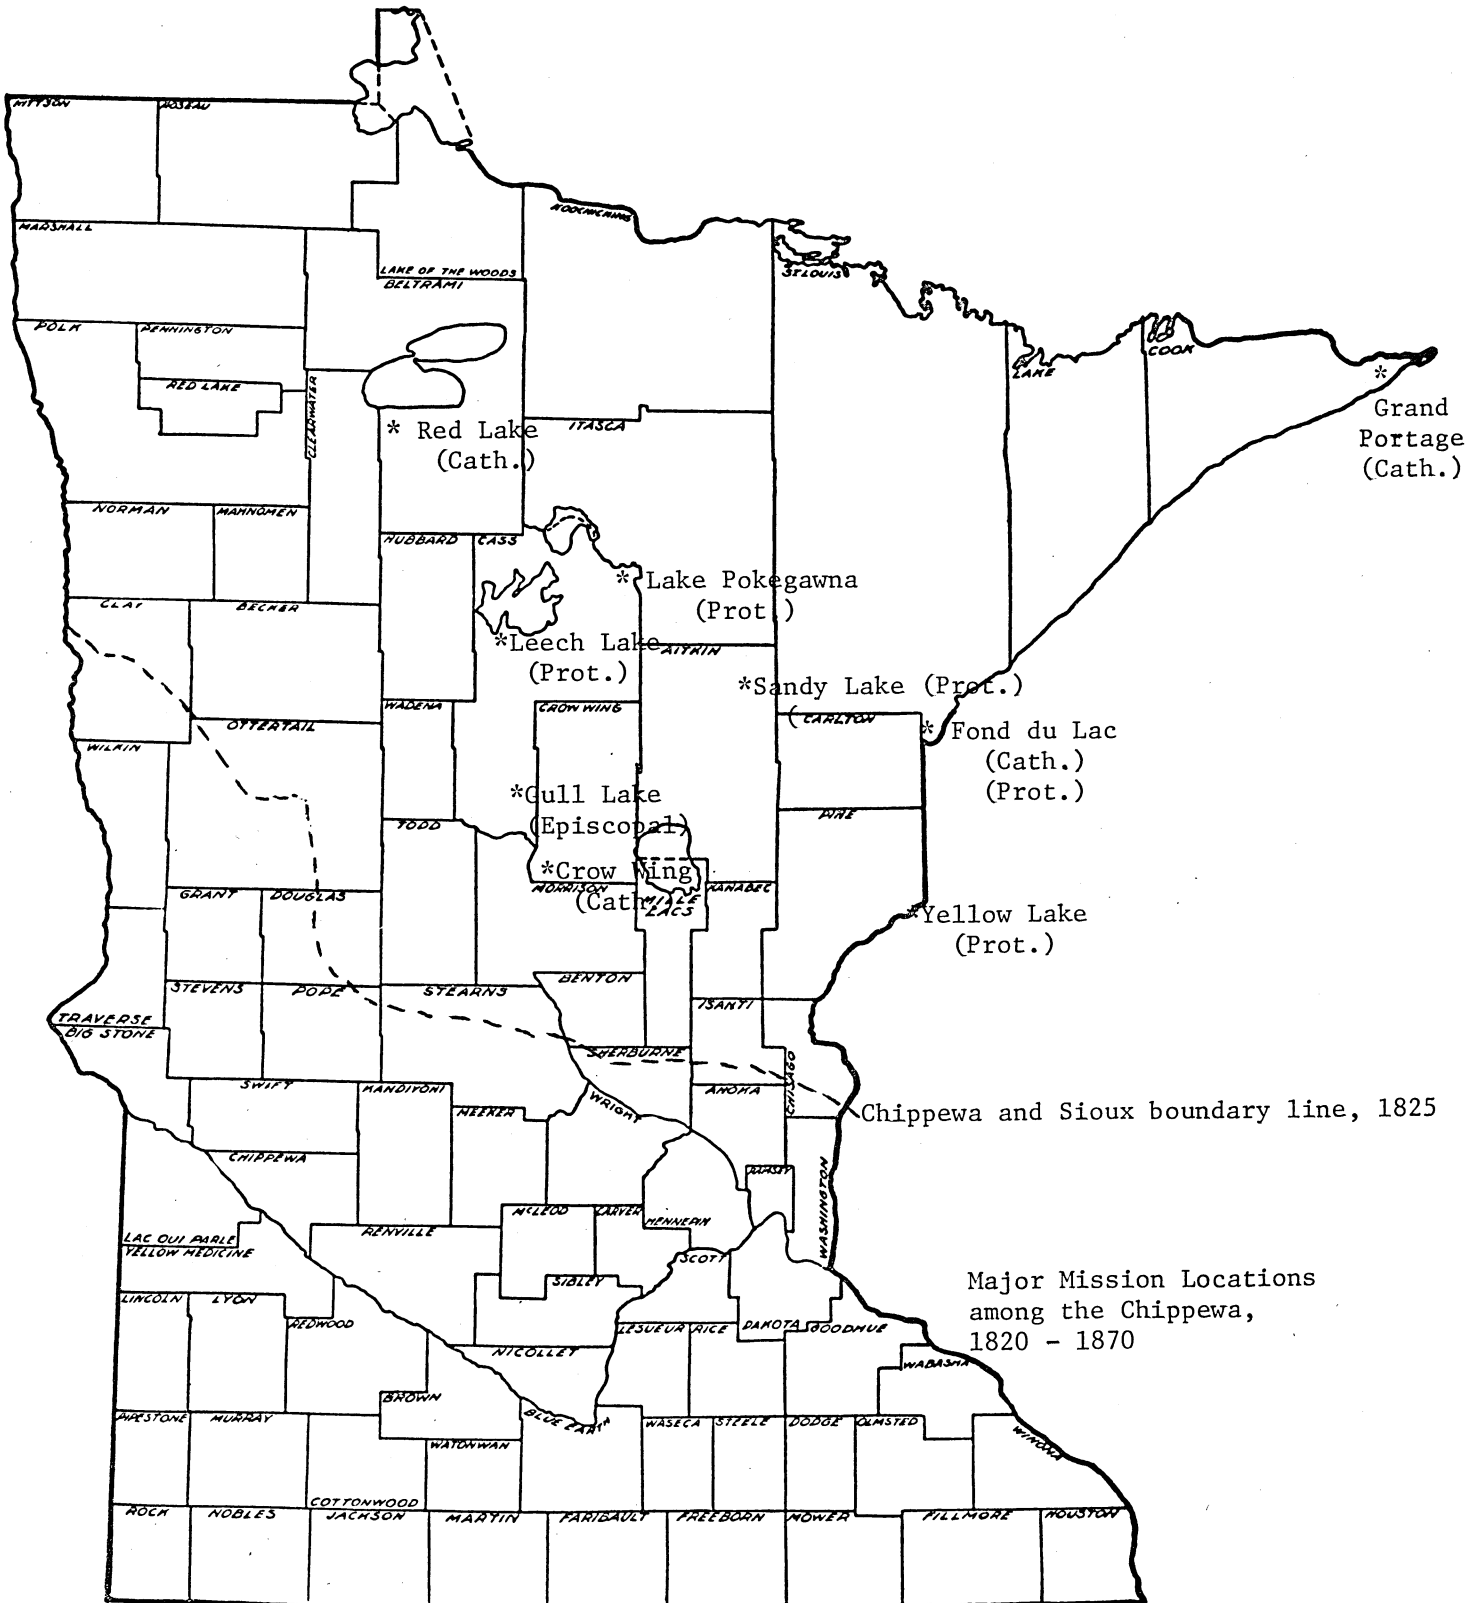 KITTSON
ROSEAU
KOOCHICHING
MARSHALL
LAKE OF THE WOODS
BELTRAMI
ST. LOUIS
POLK
PENNINGTON
RED LAKE
CLEARWATER
LAKE
COOK
*
Grand
Portage
(Cath.)
* Red Lake
(Cath.)
ITASCA
NORMAN
MAHNOMEN
HUBBARD
CASS
* Lake Pokegawna
(Prot.)
CLAY
BECKER
*Leech Lake
(Prot.)
AITKIN
*Sandy Lake (Prot.)
(
CARLTON
WADENA
CROW WING
OTTERTAIL
WILKIN
* Fond du Lac
(Cath.)
(Prot.)
*Gull Lake
(Episcopal)
TODD
PINE
*Crow Wing
(Cath.)
MORRISON
MILLE
LACS
KANABEC
GRANT
DOUGLAS
*Yellow Lake
(Prot.)
STEVENS
POPE
STEARNS
BENTON
ISANTI
TRAVERSE
BIG STONE
SHERBURNE
CHISAGO
SWIFT
KANDIYOHI
MEEKER
WRIGHT
ANOKA
Chippewa and Sioux boundary line, 1825
CHIPPEWA
RAMSEY
WASHINGTON
LAC QUI PARLE
YELLOW MEDICINE
RENVILLE
MCLEOD
CARVER
HENNEPIN
SCOTT
SIBLEY
Major Mission Locations
among the Chippewa,
1820 - 1870
LINCOLN
LYON
REDWOOD
NICOLLET
LESUEUR
RICE
DAKOTA
GOODHUE
WABASHA
BROWN
BLUE EARTH
PIPESTONE
MURRAY
WATONWAN
WASECA
STEELE
DODGE
OLMSTED
WINONA
COTTONWOOD
ROCK
NOBLES
JACKSON
MARTIN
FARIBAULT
FREEBORN
MOWER
FILLMORE
HOUSTON